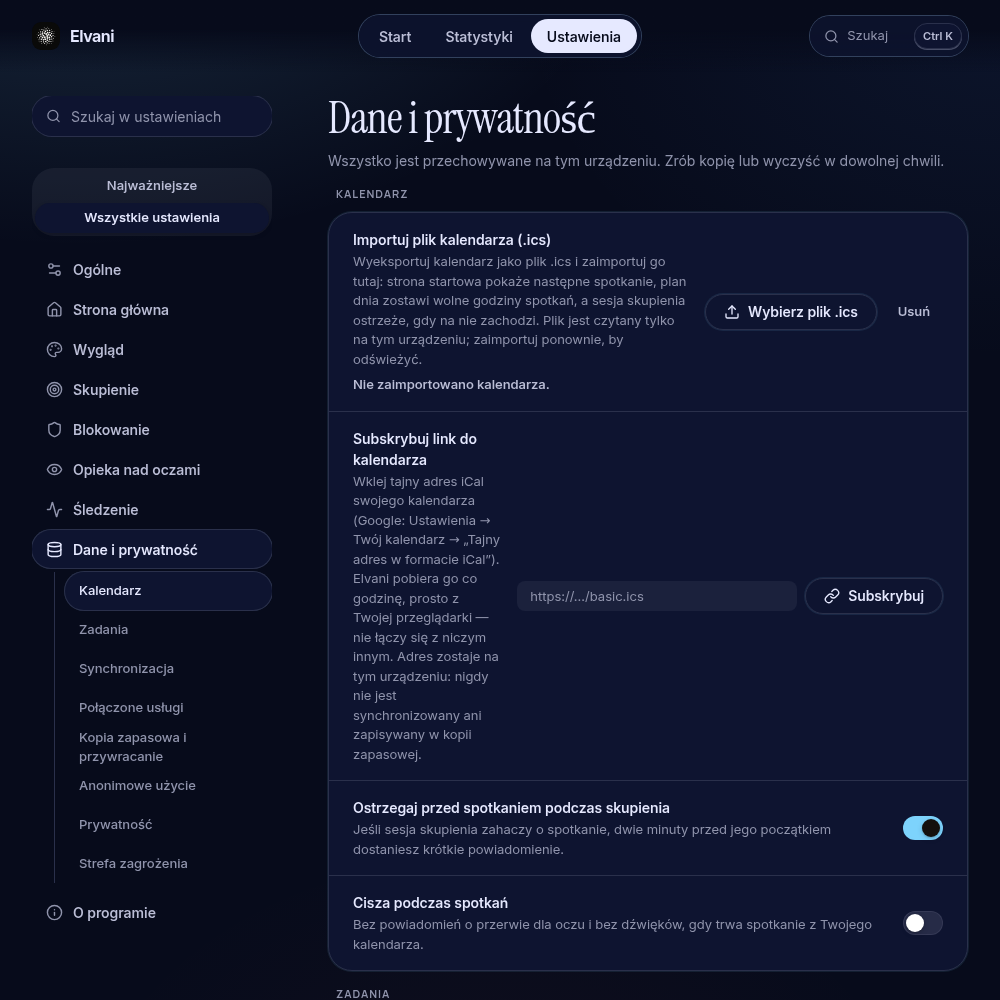 Elvani
Start
Statystyki
Ustawienia
Szukaj
Ctrl K
Szukaj w ustawieniach
Najważniejsze
Wszystkie ustawienia
Ogólne
Strona główna
Wygląd
Skupienie
Blokowanie
Opieka nad oczami
Śledzenie
Dane i prywatność
Kalendarz
Zadania
Synchronizacja
Połączone usługi
Kopia zapasowa i
przywracanie
Anonimowe użycie
Prywatność
Strefa zagrożenia
O programie
Dane i prywatność
Wszystko jest przechowywane na tym urządzeniu. Zrób kopię lub wyczyść w dowolnej chwili.
KALENDARZ
Importuj plik kalendarza (.ics)
Wyeksportuj kalendarz jako plik .ics i zaimportuj go
tutaj: strona startowa pokaże następne spotkanie, plan
dnia zostawi wolne godziny spotkań, a sesja skupienia
ostrzeże, gdy na nie zachodzi. Plik jest czytany tylko
na tym urządzeniu; zaimportuj ponownie, by
odświeżyć.
Nie zaimportowano kalendarza.
Wybierz plik .ics
Usuń
Subskrybuj link do
kalendarza
Wklej tajny adres iCal
swojego kalendarza
(Google: Ustawienia →
Twój kalendarz → „Tajny
adres w formacie iCal”).
Elvani pobiera go co
godzinę, prosto z
Twojej przeglądarki —
nie łączy się z niczym
innym. Adres zostaje na
tym urządzeniu: nigdy
nie jest
synchronizowany ani
zapisywany w kopii
zapasowej.
https://…/basic.ics
Subskrybuj
Ostrzegaj przed spotkaniem podczas skupienia
Jeśli sesja skupienia zahaczy o spotkanie, dwie minuty przed jego początkiem
dostaniesz krótkie powiadomienie.
Cisza podczas spotkań
Bez powiadomień o przerwie dla oczu i bez dźwięków, gdy trwa spotkanie z Twojego
kalendarza.
ZADANIA